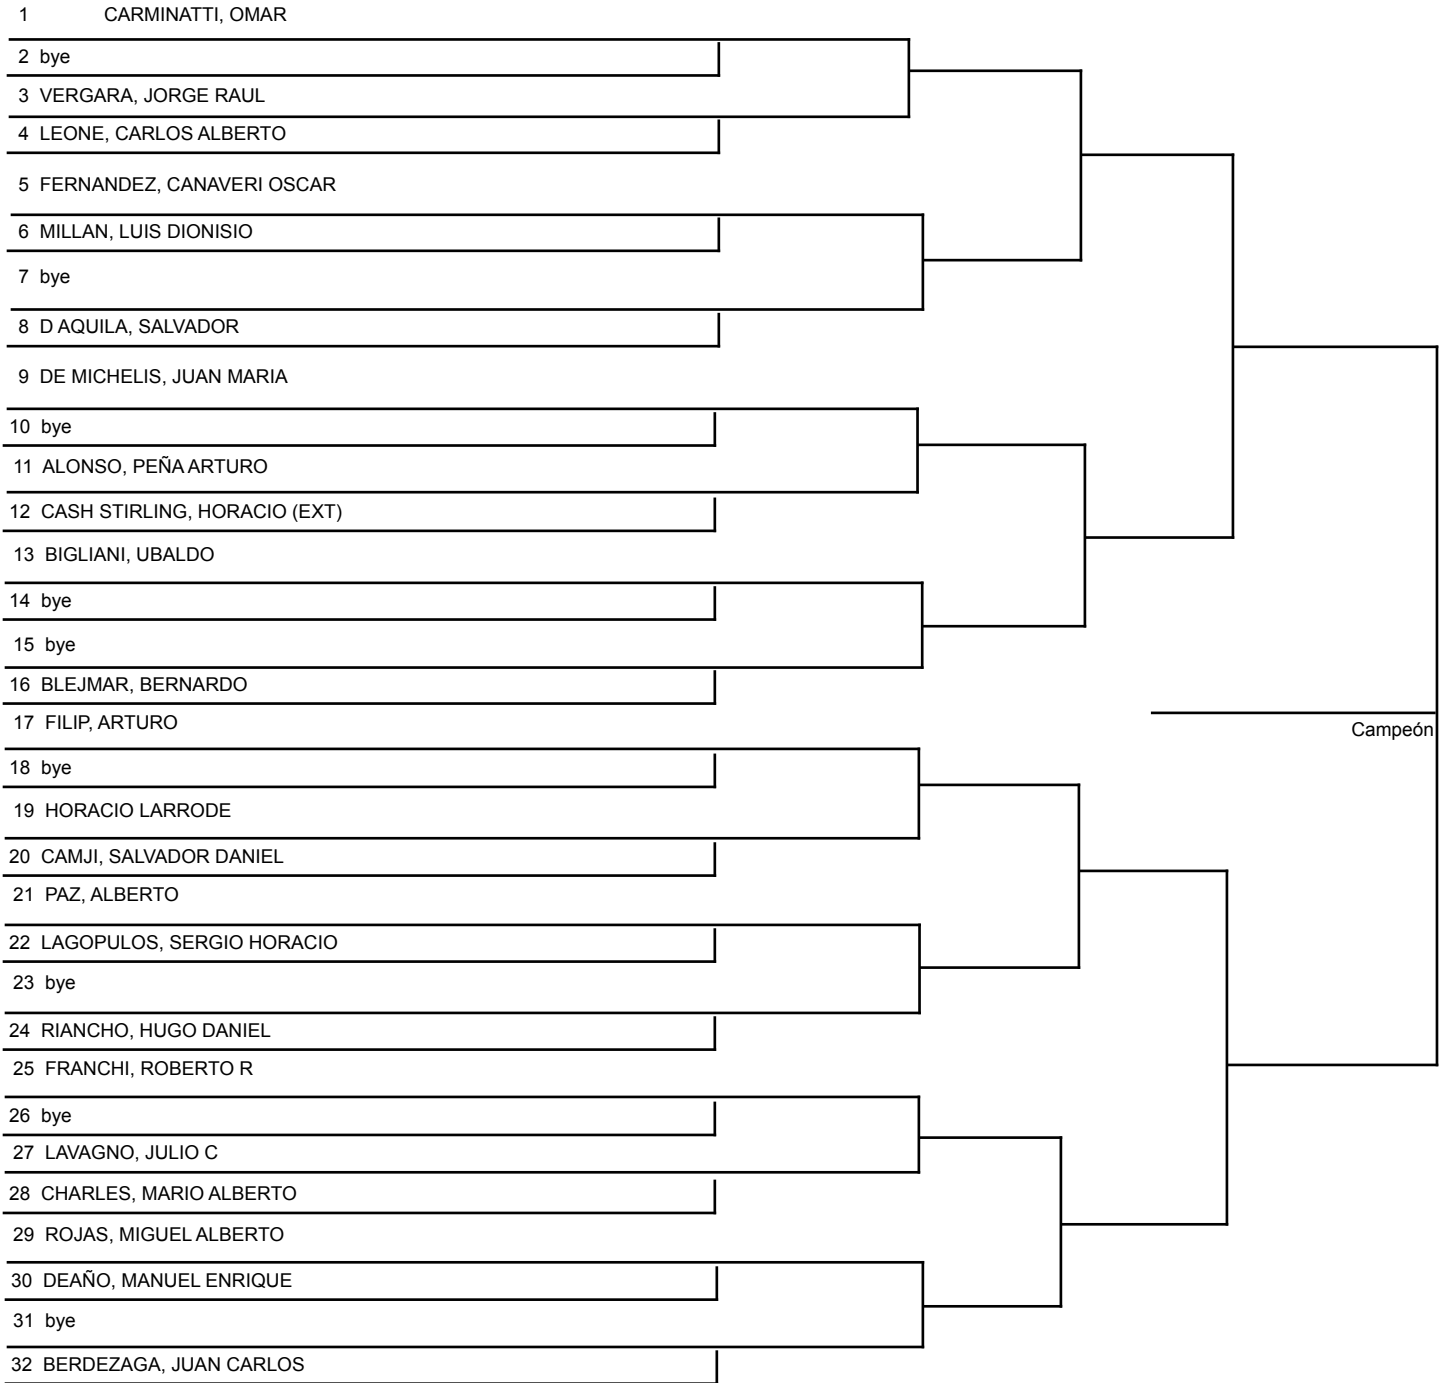 1 CARMINATTI, OMAR
2 bye
3 VERGARA, JORGE RAUL
4 LEONE, CARLOS ALBERTO
5 FERNANDEZ, CANAVERI OSCAR
6 MILLAN, LUIS DIONISIO
7 bye
8 D AQUILA, SALVADOR
9 DE MICHELIS, JUAN MARIA
10 bye
11 ALONSO, PEÑA ARTURO
12 CASH STIRLING, HORACIO (EXT)
13 BIGLIANI, UBALDO
14 bye
15 bye
16 BLEJMAR, BERNARDO
17 FILIP, ARTURO
Campeón
18 bye
19 HORACIO LARRODE
20 CAMJI, SALVADOR DANIEL
21 PAZ, ALBERTO
22 LAGOPULOS, SERGIO HORACIO
23 bye
24 RIANCHO, HUGO DANIEL
25 FRANCHI, ROBERTO R
26 bye
27 LAVAGNO, JULIO C
28 CHARLES, MARIO ALBERTO
29 ROJAS, MIGUEL ALBERTO
30 DEAÑO, MANUEL ENRIQUE
31 bye
32 BERDEZAGA, JUAN CARLOS